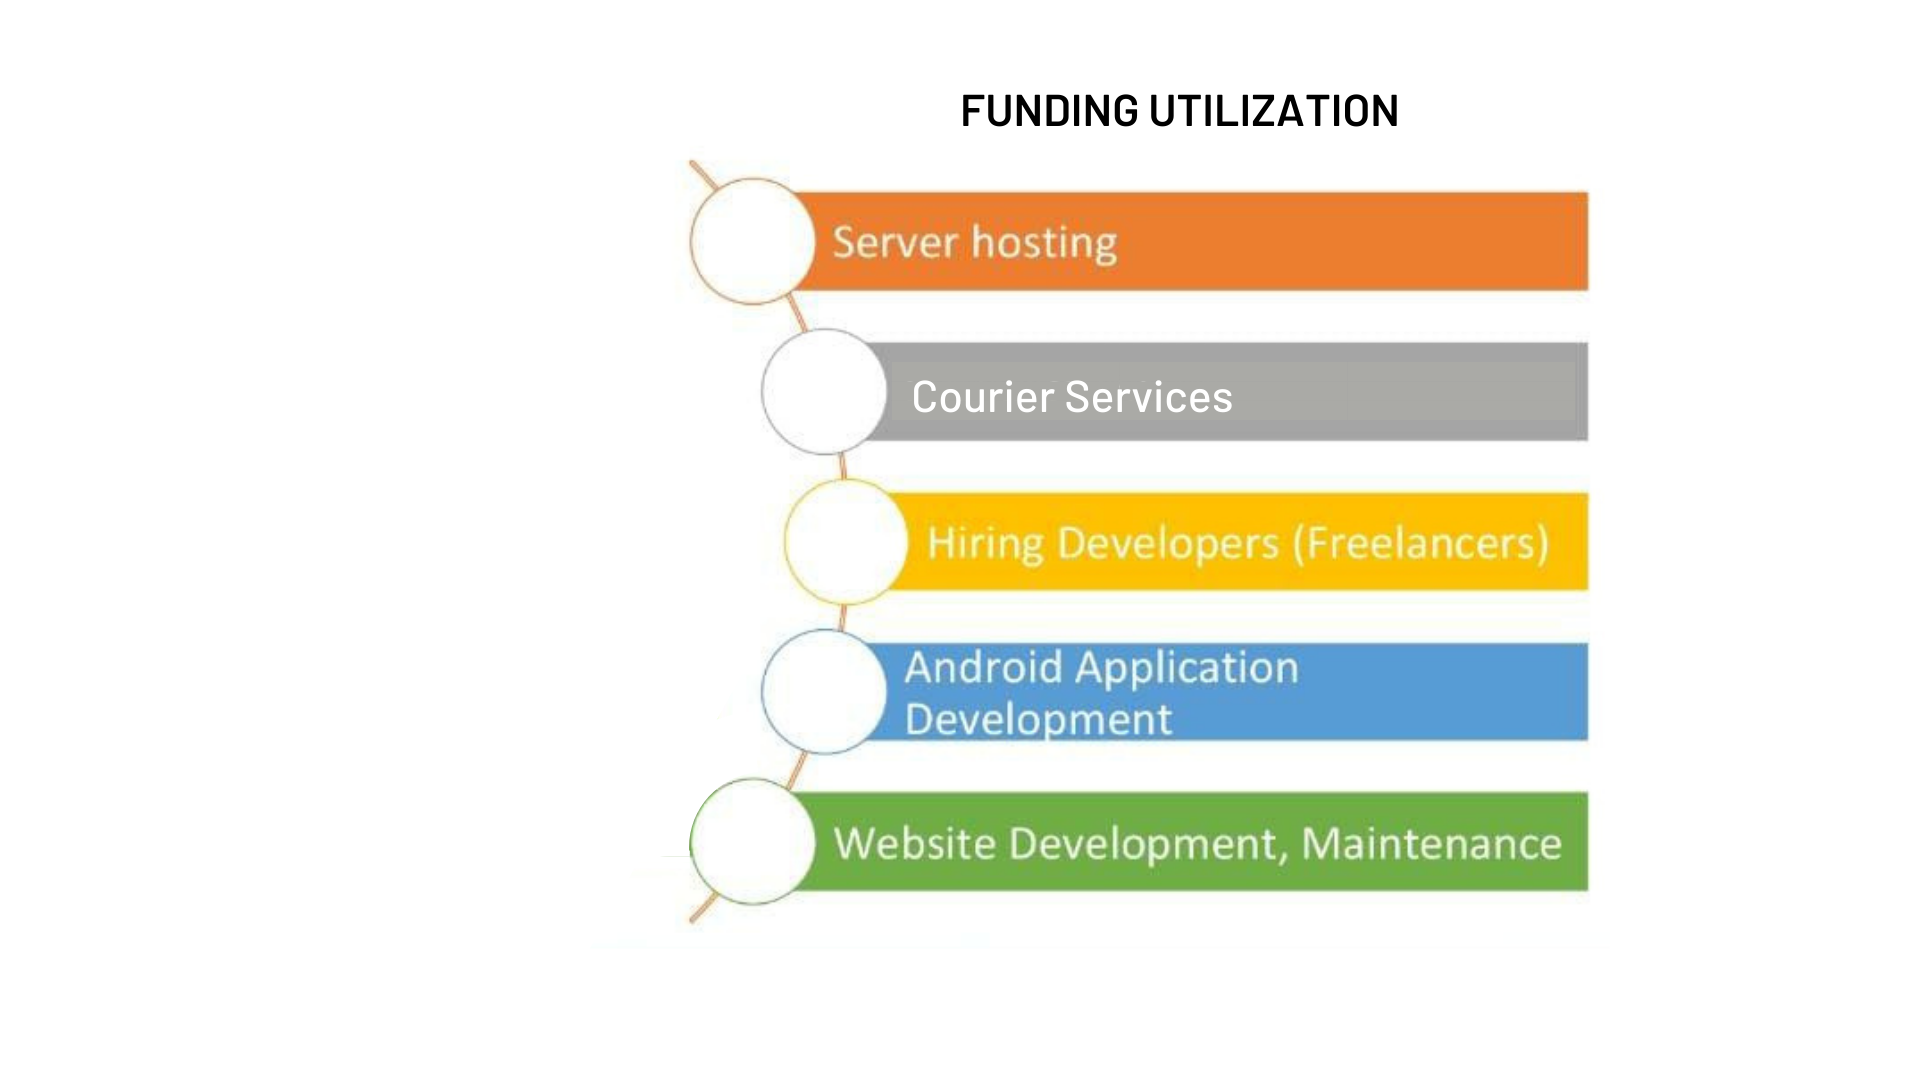 FUNDING UTILIZATION
Server hosting
Courier Services
Hiring Developers (Freelancers)
Android Application
Development
Website Development, Maintenance